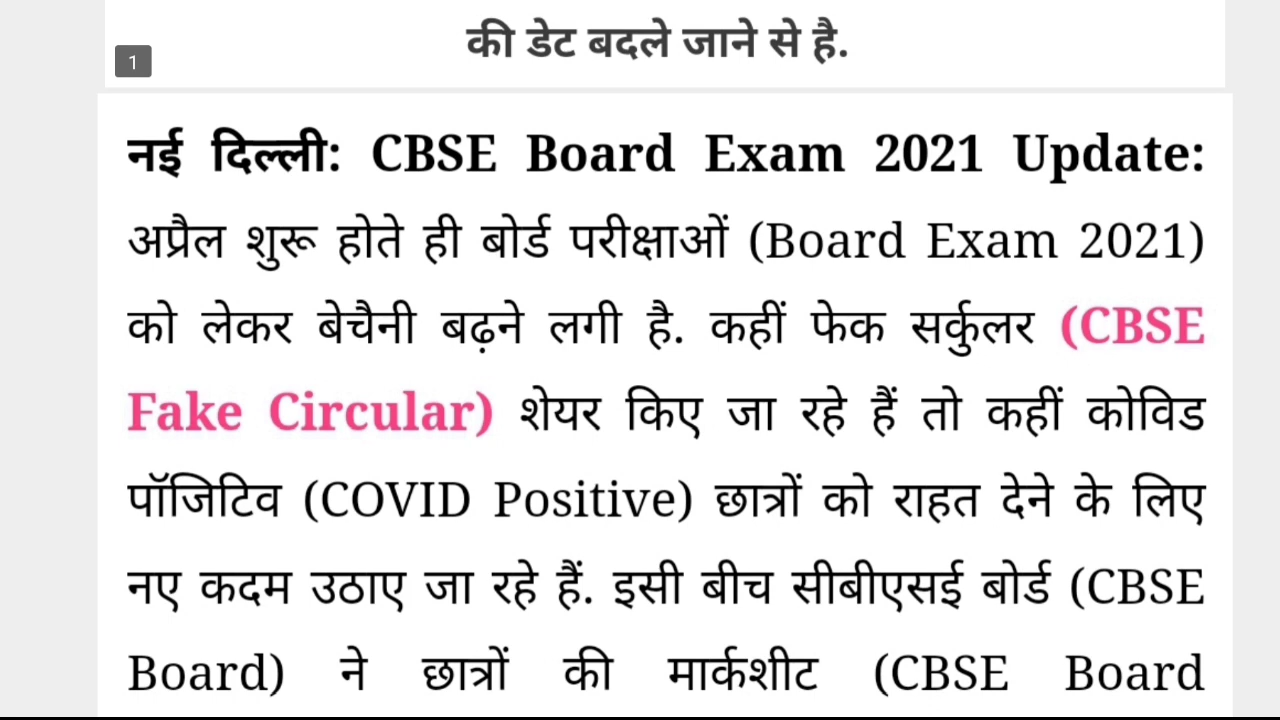 की डेट बदले जाने से है.
1
नई दिल्ली: CBSE Board Exam 2021 Update:
अप्रैल शुरू होते ही बोर्ड परीक्षाओं (Board Exam 2021)
को लेकर बेचैनी बढ़ने लगी है. कहीं फेक सर्कुलर (CBSE
Fake Circular) शेयर किए जा रहे हैं तो कहीं कोविड
पॉजिटिव (COVID Positive) छात्रों को राहत देने के लिए
नए कदम उठाए जा रहे हैं. इसी बीच सीबीएसई बोर्ड (CBSE
Board) ने छात्रों की मार्कशीट (CBSE Board